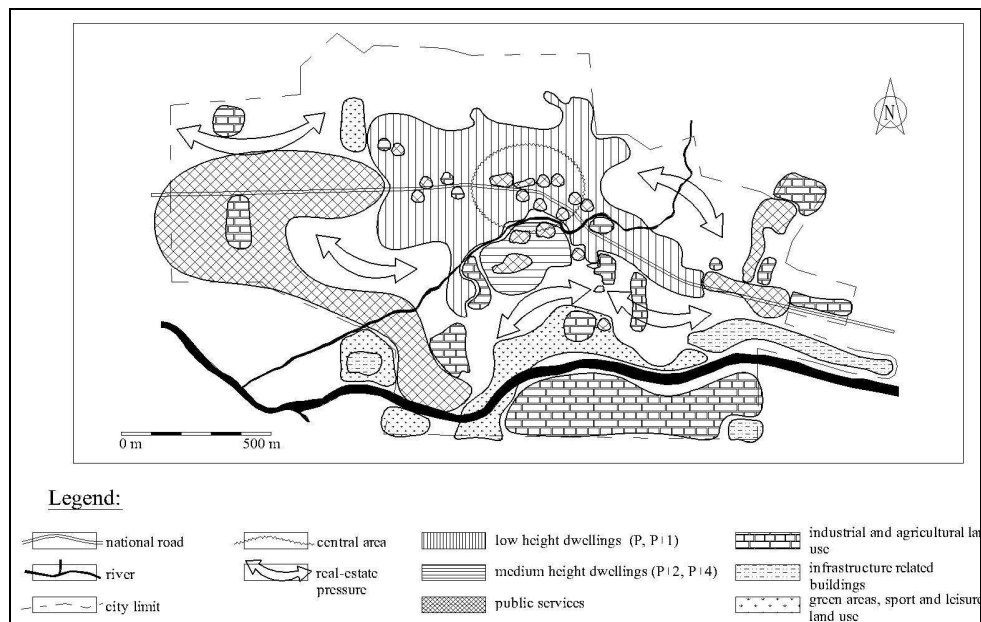 N
0 m 500 m
Legend:
national road
river
city limit
central area
real-estate
pressure
low height dwellings (P, P+1)
medium height dwellings (P+2, P+4)
public services
industrial and agricultural lan
use
infrastructure related
buildings
green areas, sport and leisure
land use